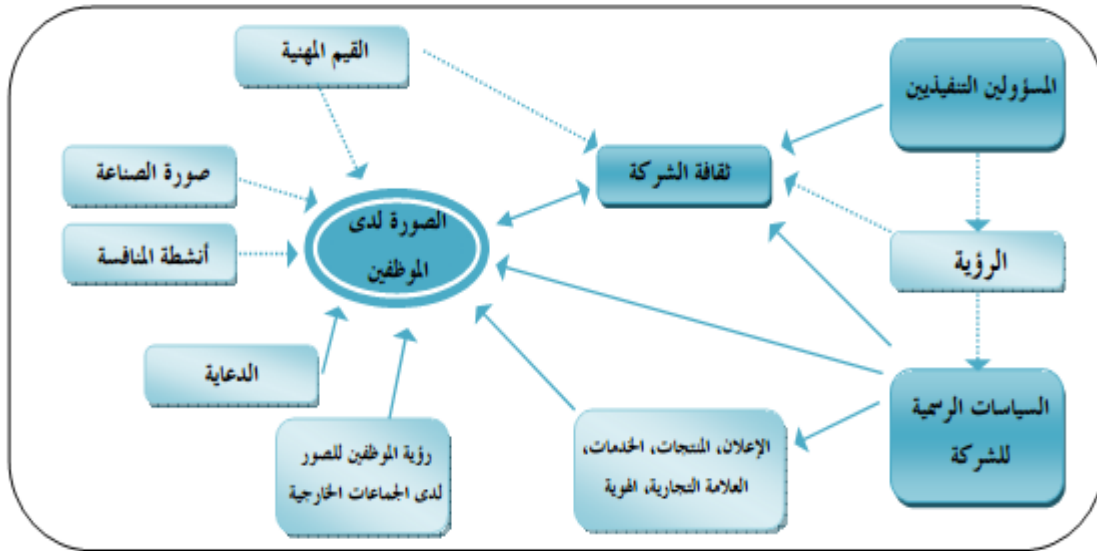 القيم المهنية
المسؤولين التنفيذيين
ثقافة الشركة
صورة الصناعة
الصورة لدى
الموظفين
أنشطة المنافسة
الرؤية
الدعاية
السياسات الرسمية
للشركة
الإعلان، المنتجات، الخدمات،
العلامة التجارية، الهوية
رؤية الموظفين للصور
لدى الجماعات الخارجية